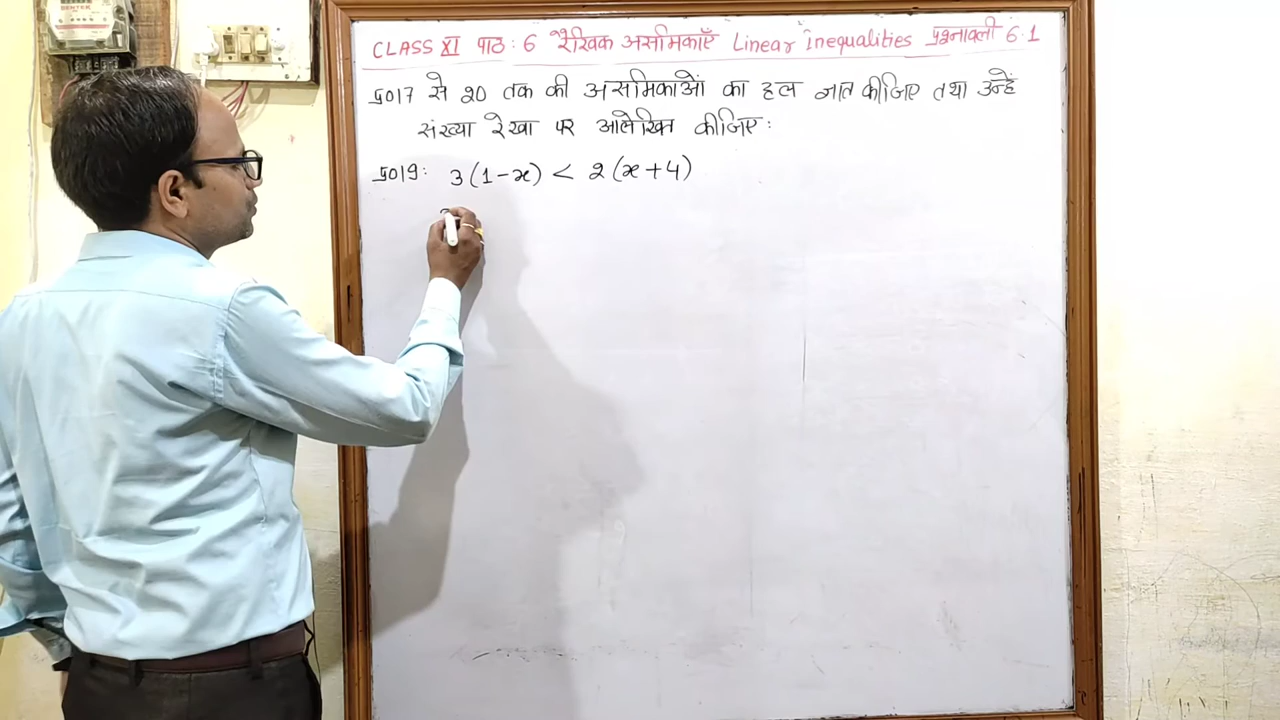 CLASS XI पाठ: 6 रैखिक असमिकाएँ Linear Inequalities प्रश्नावली 6.1
प्र017 से 20 तक की असमिकाओं का हल ज्ञात कीजिए तथा उन्हें
संख्या रेखा पर आलेखित कीजिए:
प्र019: 3(1-x) < 2(x+4)